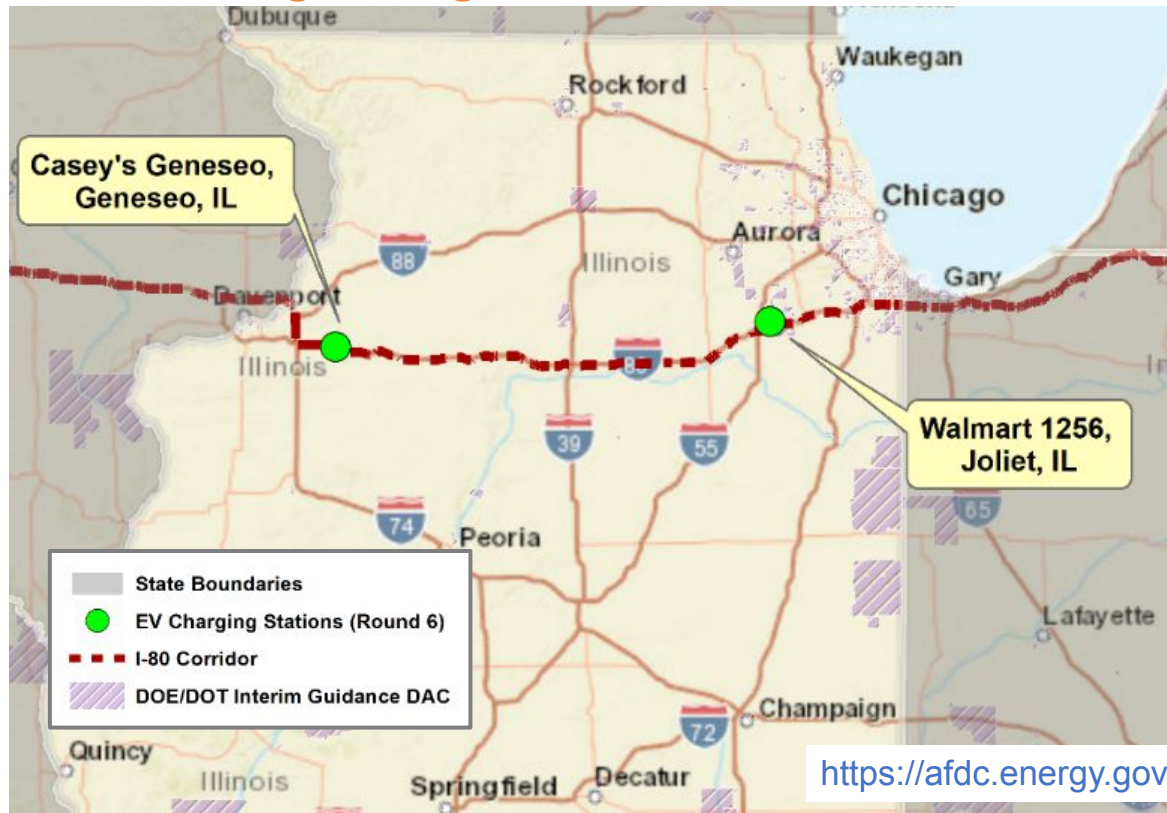 Dubuque
Waukegan
Rockford
Casey's Geneseo,
Geneseo, IL
Chicago
Aurora
88
Illinois
Gary
Davenport
Illinois
80
Walmart 1256,
Joliet, IL
39
55
65
74
Peoria
State Boundaries
EV Charging Stations (Round 6)
I-80 Corridor
DOE/DOT Interim Guidance DAC
Lafayette
Champaign
72
Quincy
Illinois
Springfield
Decatur
https://afdc.energy.gov